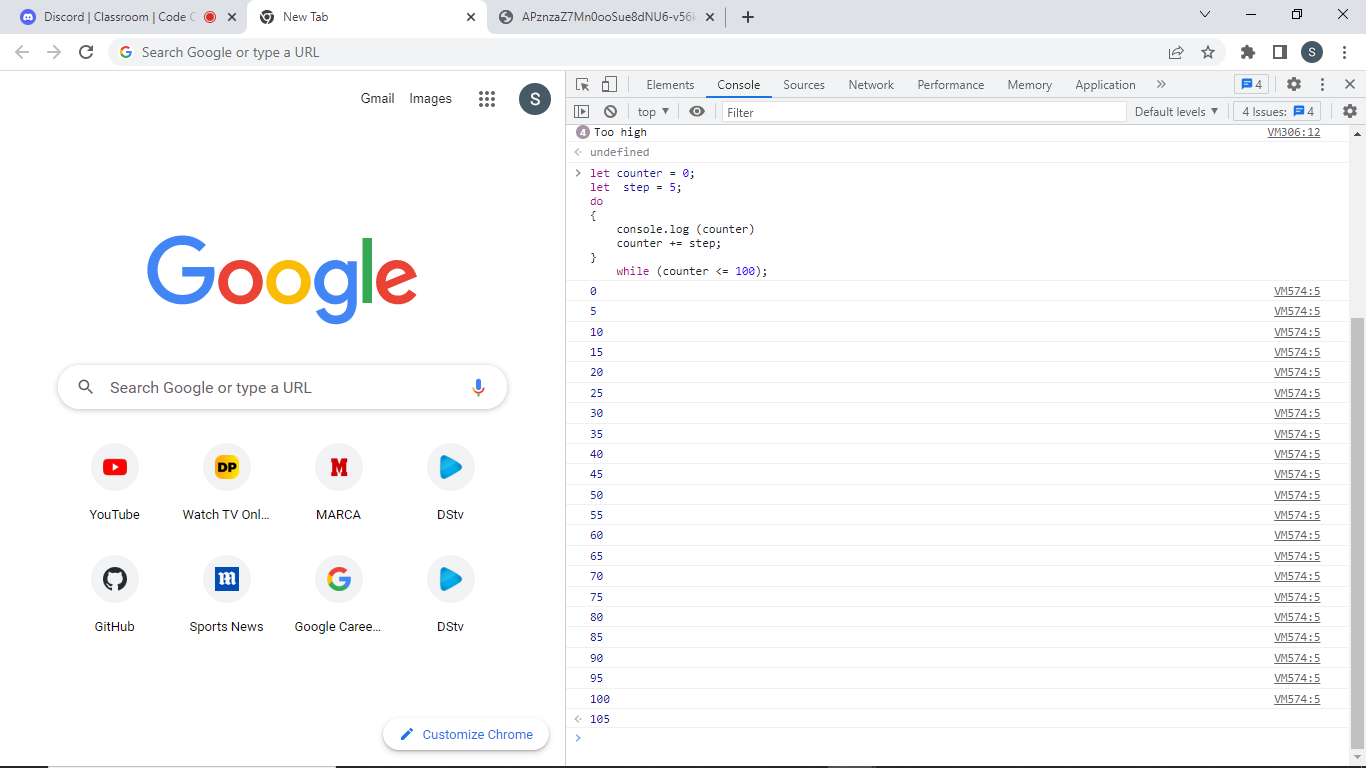 Discord | Classroom | Code C
New Tab
APznzaZ7Mn0ooSue8dNU6-v56k
Search Google or type a URL
S
Gmail Images S
Elements Console Sources Network Performance Memory Application » 4
top ▼ Filter Default levels ▼ 4 Issues: 4
4 Too high VM306:12
undefined
let counter = 0;
let  step = 5;
do
{
    console.log (counter)
    counter += step;
}
    while (counter <= 100);
0 VM574:5
5 VM574:5
10 VM574:5
15 VM574:5
20 VM574:5
25 VM574:5
30 VM574:5
35 VM574:5
40 VM574:5
45 VM574:5
50 VM574:5
55 VM574:5
60 VM574:5
65 VM574:5
70 VM574:5
75 VM574:5
80 VM574:5
85 VM574:5
90 VM574:5
95 VM574:5
100 VM574:5
105
Google
Search Google or type a URL
DP
M
YouTube
Watch TV Onl...
MARCA
DStv
m
G
GitHub
Sports News
Google Caree...
DStv
Customize Chrome